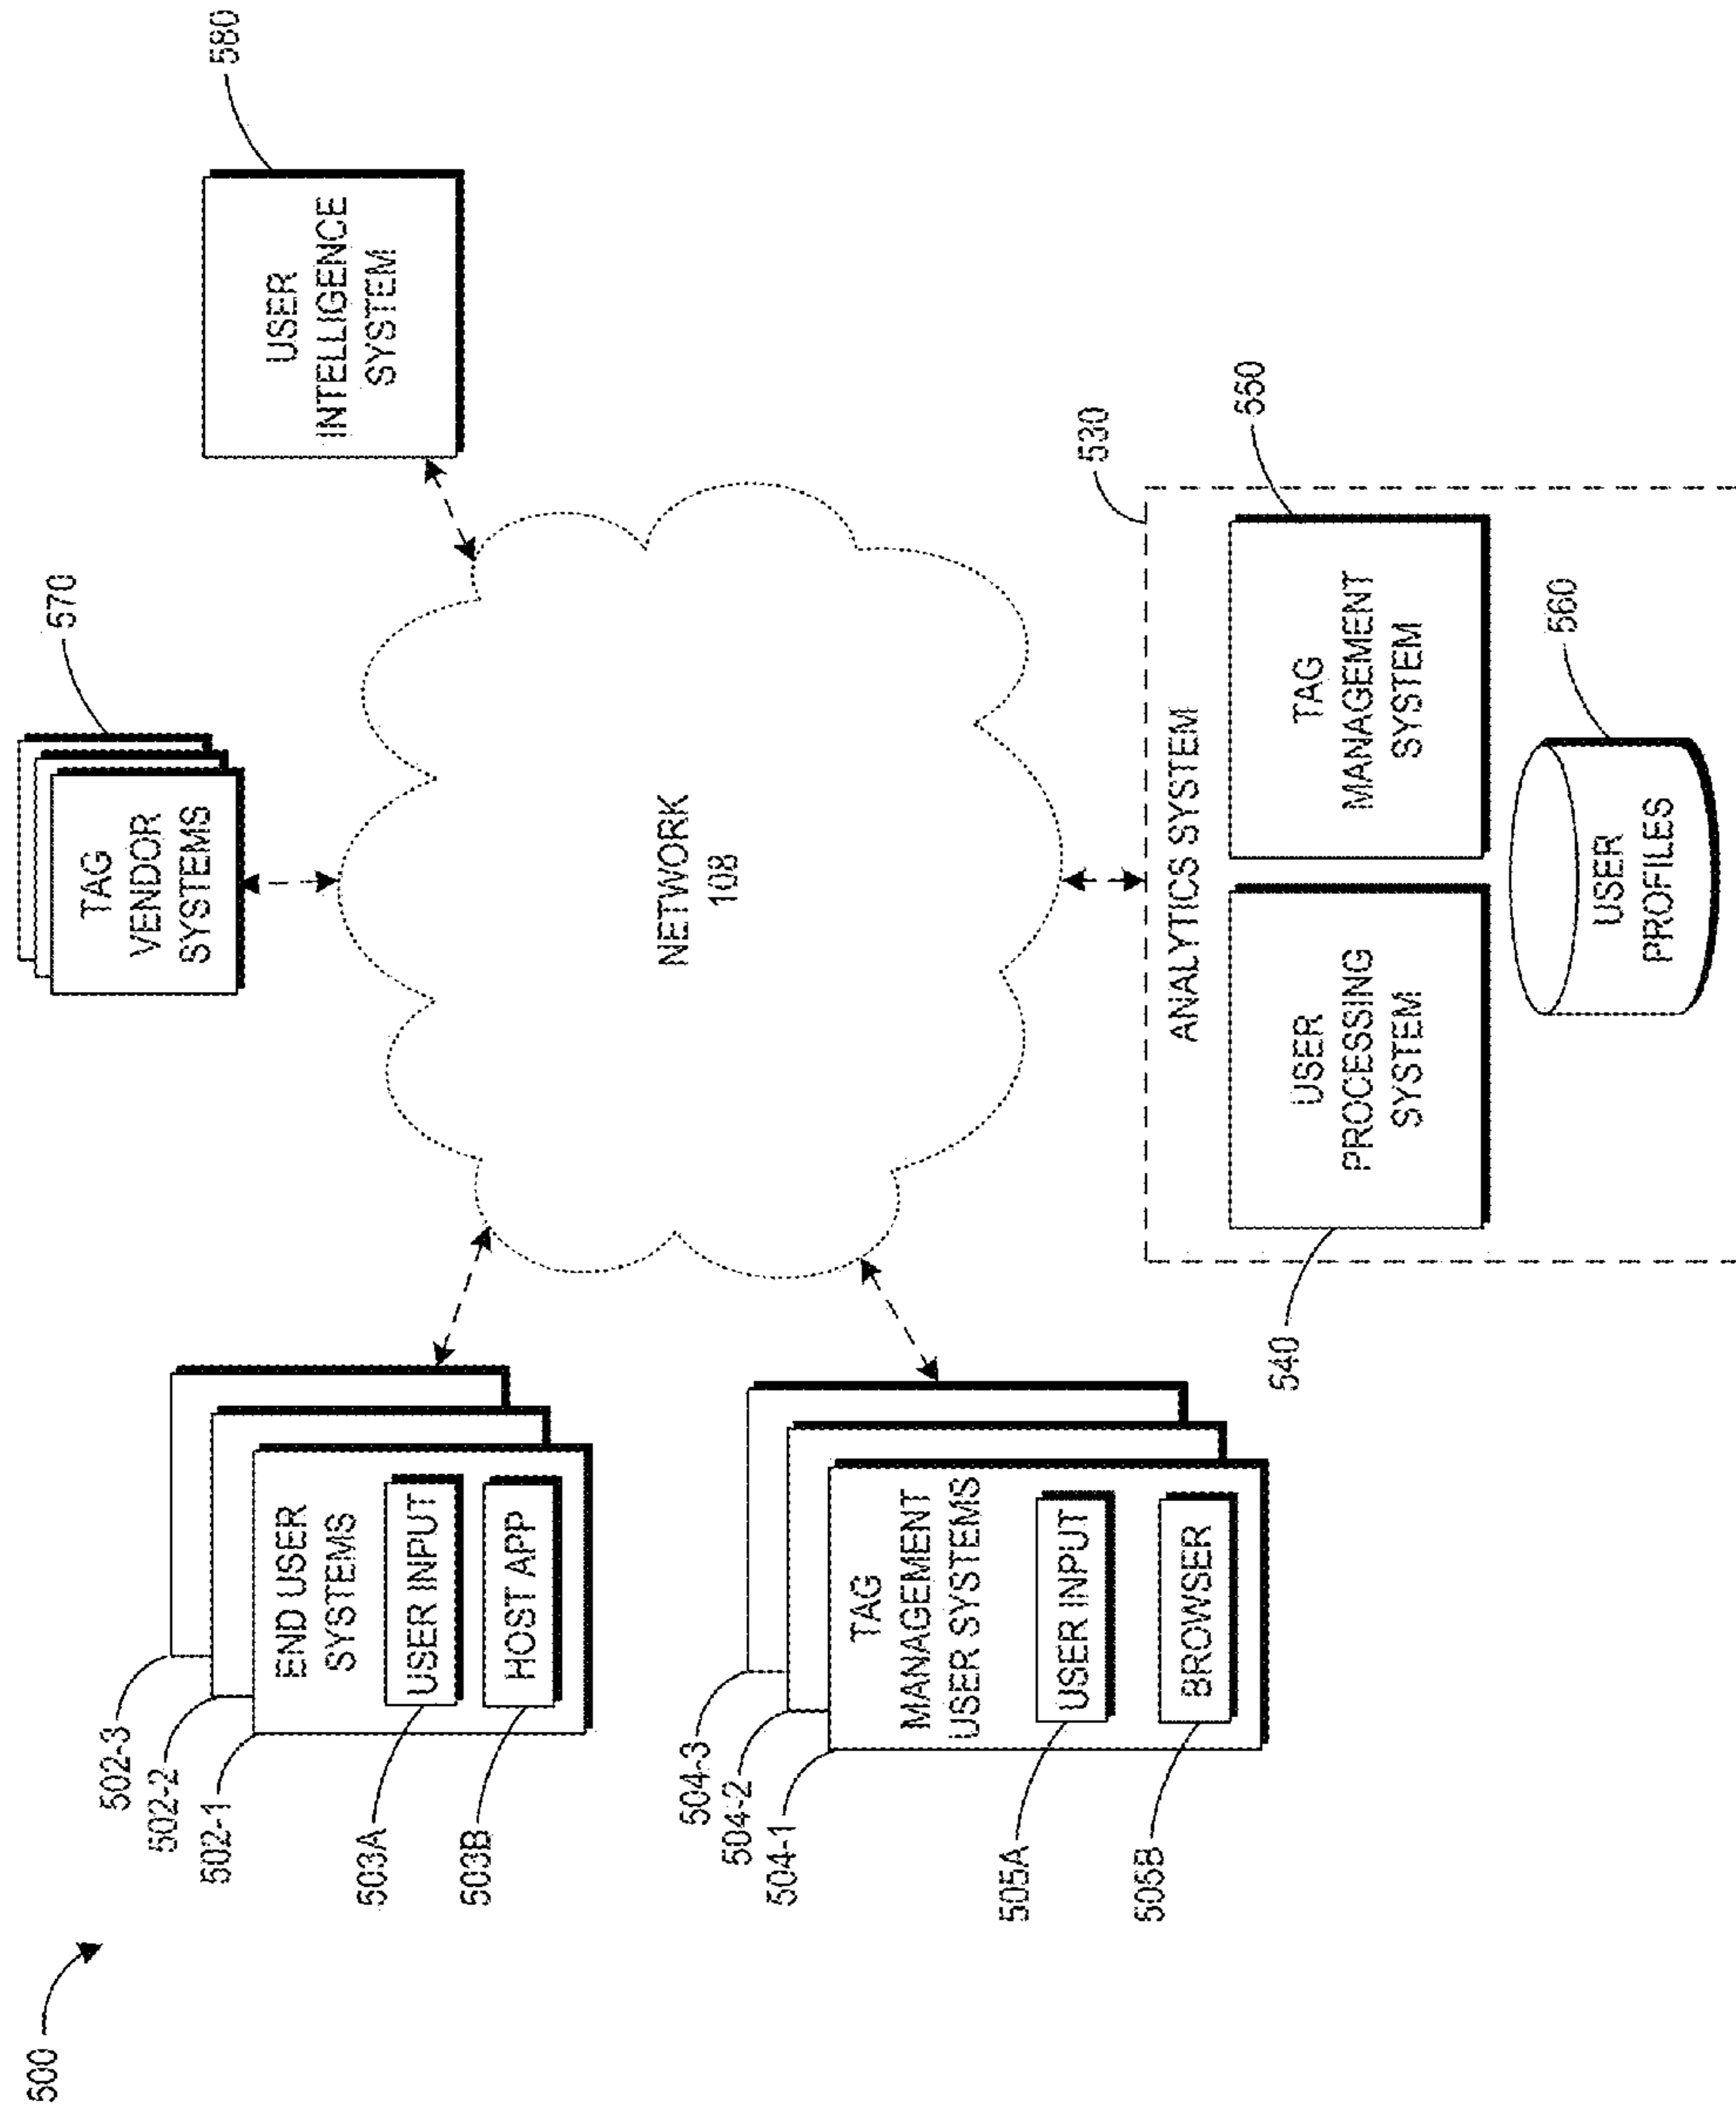 500
502-3
502-2
502-1
503A
503B
END USER
SYSTEMS
USER INPUT
HOST APP
504-3
504-2
504-1
505A
505B
TAG
MANAGEMENT
USER SYSTEMS
USER INPUT
BROWSER
TAG
VENDOR
SYSTEMS
570
NETWORK
108
USER
INTELLIGENCE
SYSTEM
580
530
ANALYTICS SYSTEM
540
USER
PROCESSING
SYSTEM
TAG
MANAGEMENT
SYSTEM
550
USER
PROFILES
560